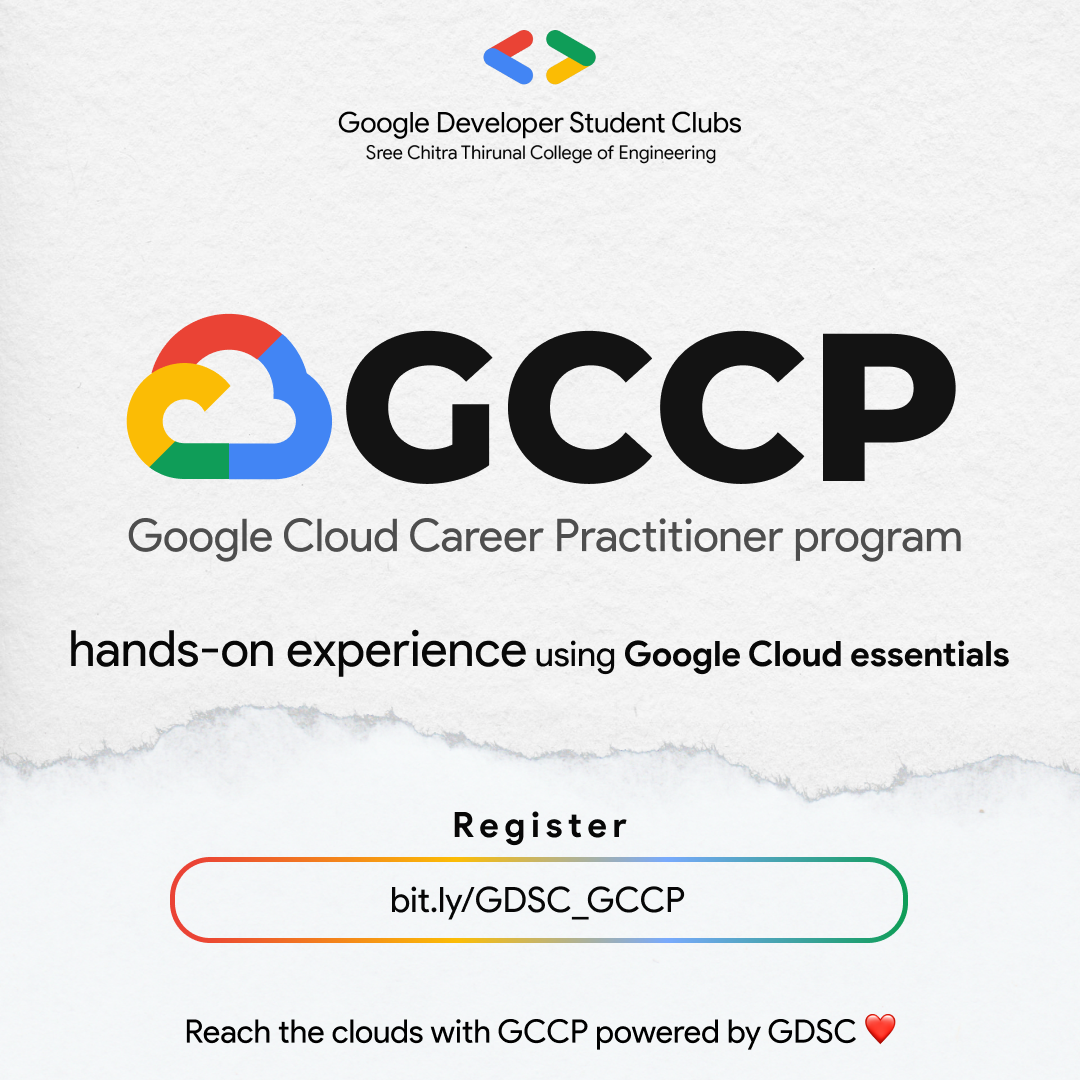 Google Developer Student Clubs
Sree Chitra Thirunal College of Engineering
GCCP
Google Cloud Career Practitioner program
hands-on experience using Google Cloud essentials
Register
bit.ly/GDSC_GCCP
Reach the clouds with GCCP powered by GDSC ❤️